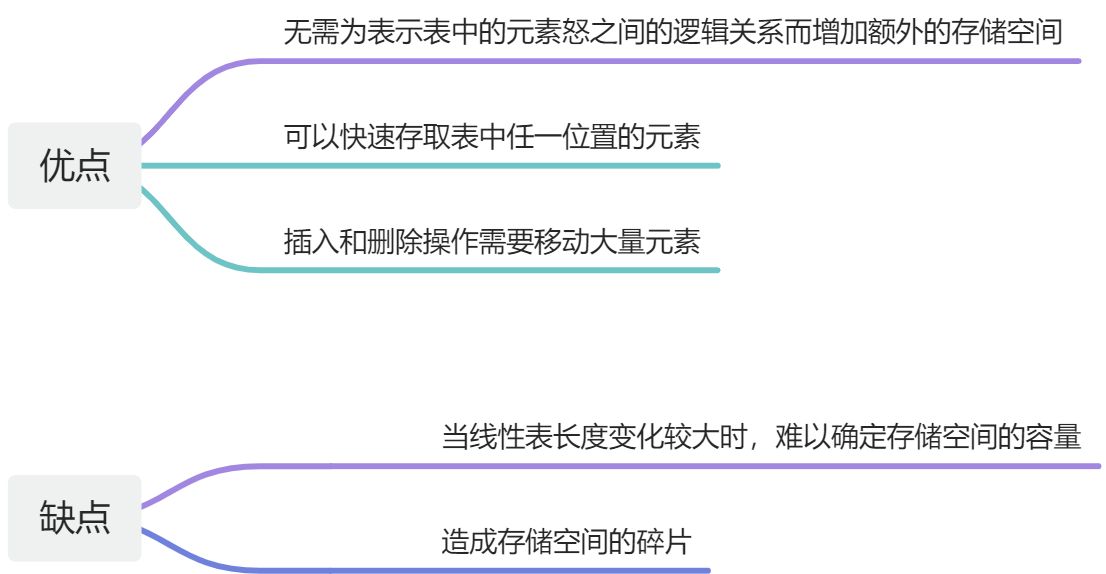 无需为表示表中的元素怒之间的逻辑关系而增加额外的存储空间
可以快速存取表中任一位置的元素
优点
插入和删除操作需要移动大量元素
当线性表长度变化较大时，难以确定存储空间的容量
缺点
造成存储空间的碎片